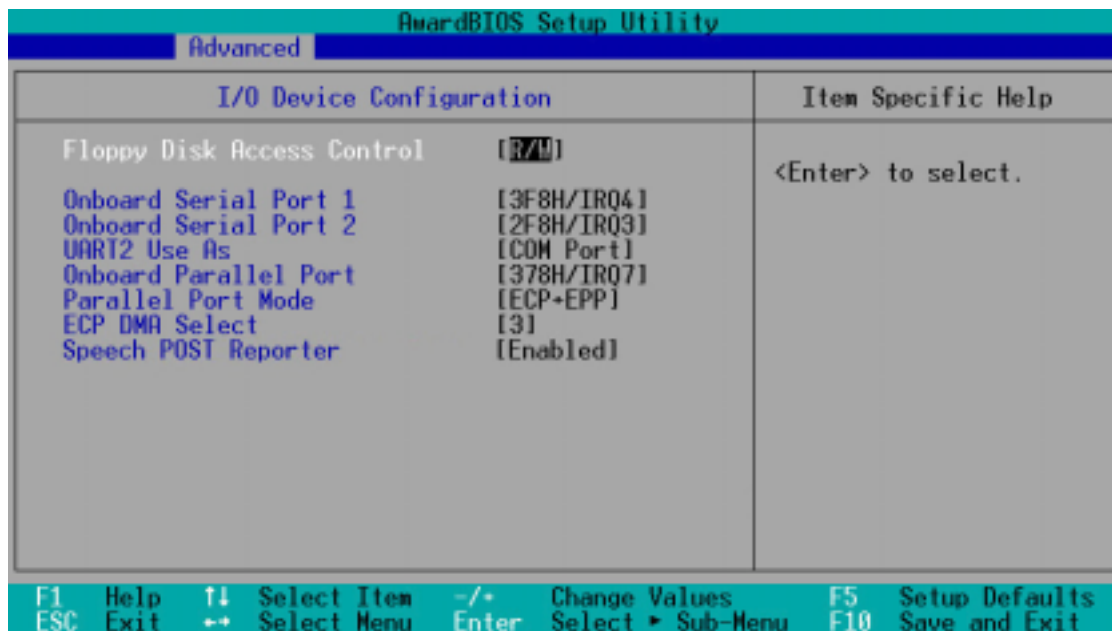 AwardBIOS Setup Utility
Advanced
I/O Device Configuration
Item Specific Help
Floppy Disk Access Control [R/W]
<Enter> to select.
Onboard Serial Port 1 [3F8H/IRQ4]
Onboard Serial Port 2 [2F8H/IRQ3]
UART2 Use As [COM Port]
Onboard Parallel Port [378H/IRQ7]
Parallel Port Mode [ECP+EPP]
ECP DMA Select [3]
Speech POST Reporter [Enabled]
F1 Help ↑↓ Select Item -/+ Change Values F5 Setup Defaults
ESC Exit ←→ Select Menu Enter Select ► Sub-Menu F10 Save and Exit